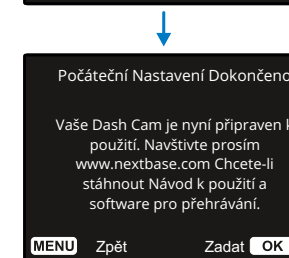 Počáteční Nastavení Dokončeno
Vaše Dash Cam je nyní připraven k
použití. Navštivte prosím
www.nextbase.com Chcete-li
stáhnout Návod k použití a
software pro přehrávání.
MENU Zpět Zadat OK